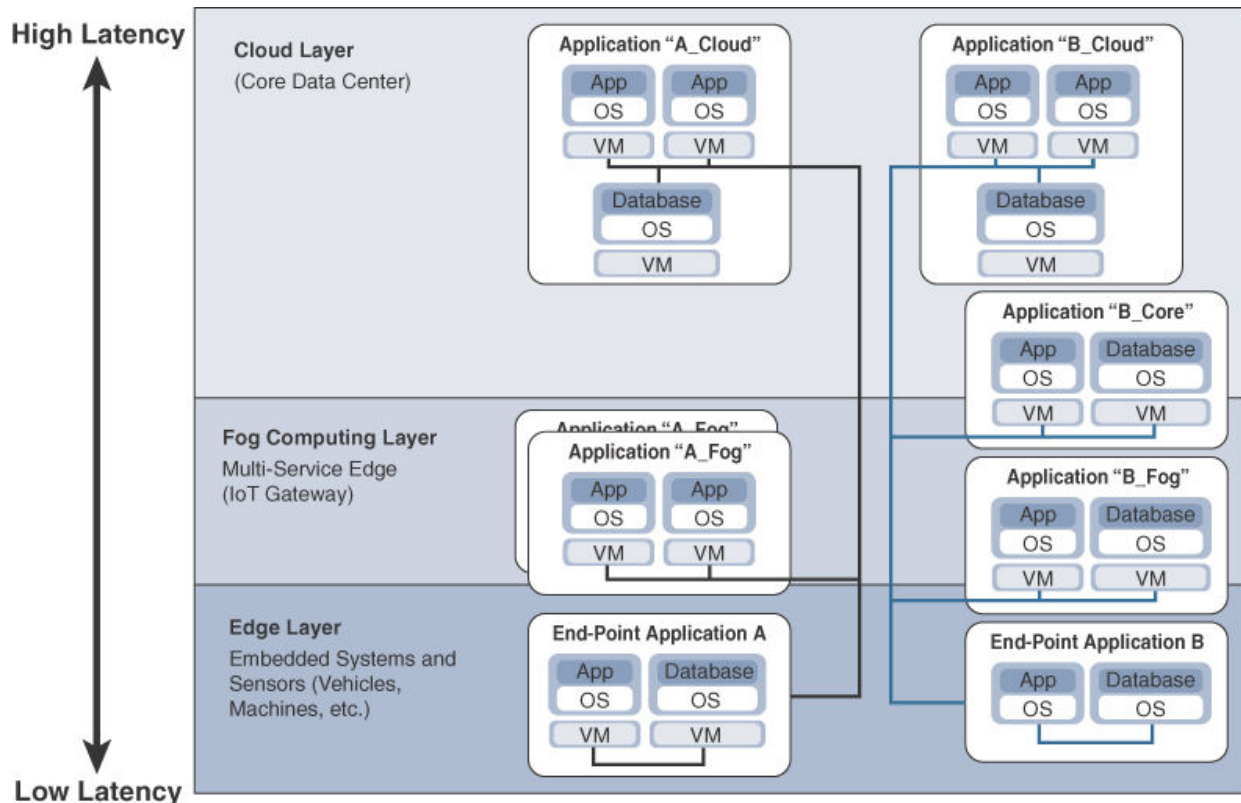 High Latency
Cloud Layer
(Core Data Center)
Application “A_Cloud”
App App
OS OS
VM VM
Database
OS
VM
Application “B_Cloud”
App App
OS OS
VM VM
Database
OS
VM
Application “B_Core”
App Database
OS OS
VM VM
Fog Computing Layer
Multi-Service Edge
(IoT Gateway)
Application “A_Fog”
Application “A_Fog”
App App
OS OS
VM VM
Application “B_Fog”
App Database
OS OS
VM VM
Edge Layer
Embedded Systems and
Sensors (Vehicles,
Machines, etc.)
End-Point Application A
App Database
OS OS
VM VM
End-Point Application B
App Database
OS OS
Low Latency